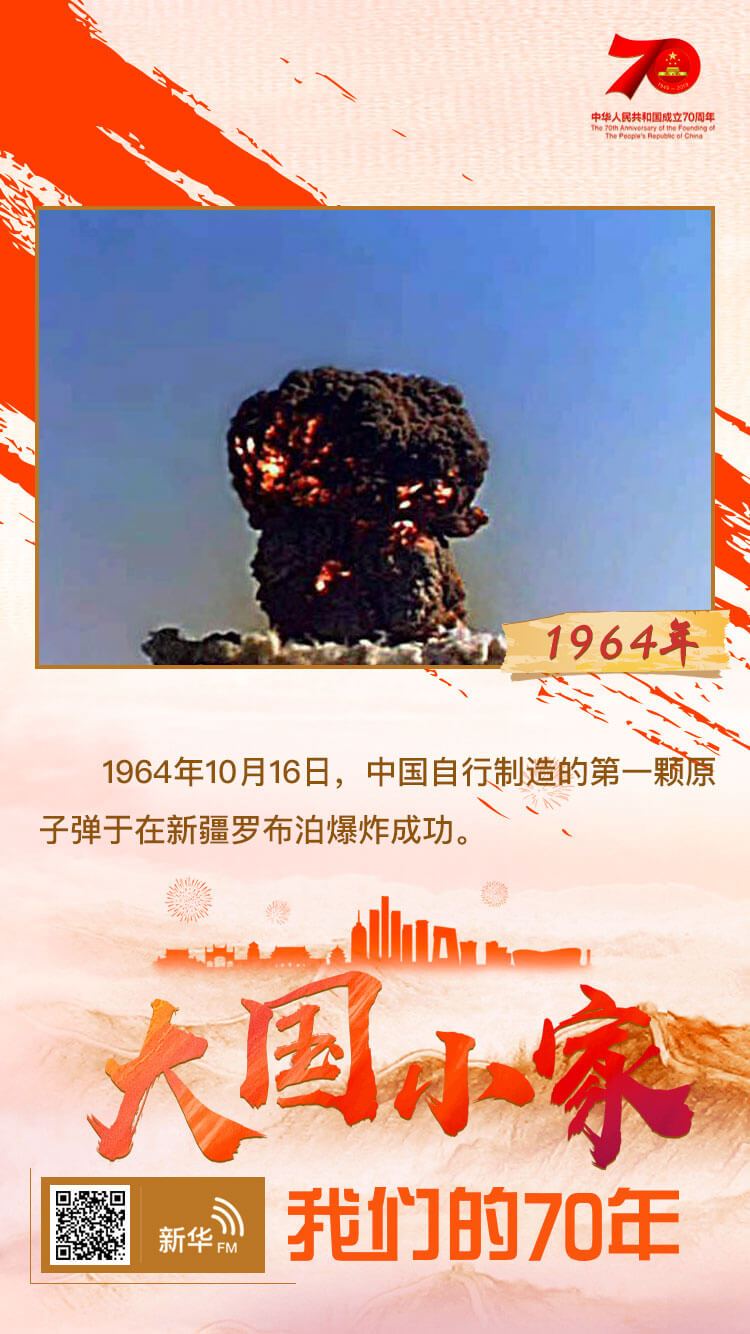 中华人民共和国成立70周年
The 70th Anniversary of the Founding of
The People's Republic of China
1949-2019
1964年
1964年10月16日，中国自行制造的第一颗原
子弹于在新疆罗布泊爆炸成功。
大国小家
我们的70年
新华FM